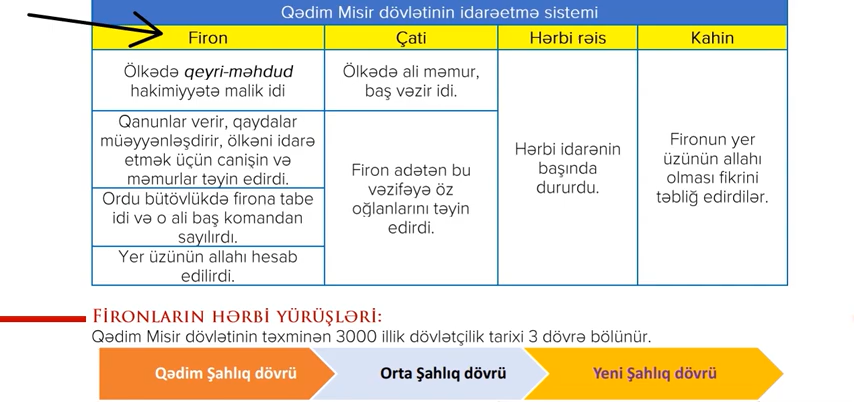 Qədim Misir dövlətinin idarəetmə sistemi
Firon
Çati
Hərbi rəis
Kahin
Ölkədə qeyri-məhdud
hakimiyyətə malik idi
Qanunlar verir, qaydalar
müəyyənləşdirir, ölkəni idarə
etmək üçün canişin və
məmurlar təyin edirdi.
Ordu bütövlükdə firona tabe
idi və o ali baş komandan
sayılırdı.
Yer üzünün allahı hesab
edilirdi.
Ölkədə ali məmur,
baş vəzir idi.
Firon adətən bu
vəzifəyə öz
oğlanlarını təyin
edirdi.
Hərbi idarənin
başında
dururdu.
Fironun yer
üzünün allahı
olması fikrini
təbliğ edirdilər.
Fironların hərbi yürüşləri:
Qədim Misir dövlətinin təxminən 3000 illik dövlətçilik tarixi 3 dövrə bölünür.
Qədim Şahlıq dövrü
Orta Şahlıq dövrü
Yeni Şahlıq dövrü